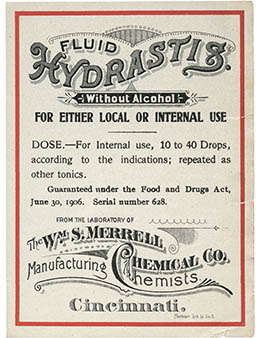 FLUID
HYDRASTIS.
Without Alcohol
FOR EITHER LOCAL OR INTERNAL USE
DOSE.—For Internal use, 10 to 40 Drops,
according to the indications; repeated as
other tonics.
Guaranteed under the Food and Drugs Act,
June 30, 1906. Serial number 628.
FROM THE LABORATORY OF
The Wm S. Merrell
Chemical Co.
Manufacturing Chemists
Cincinnati.